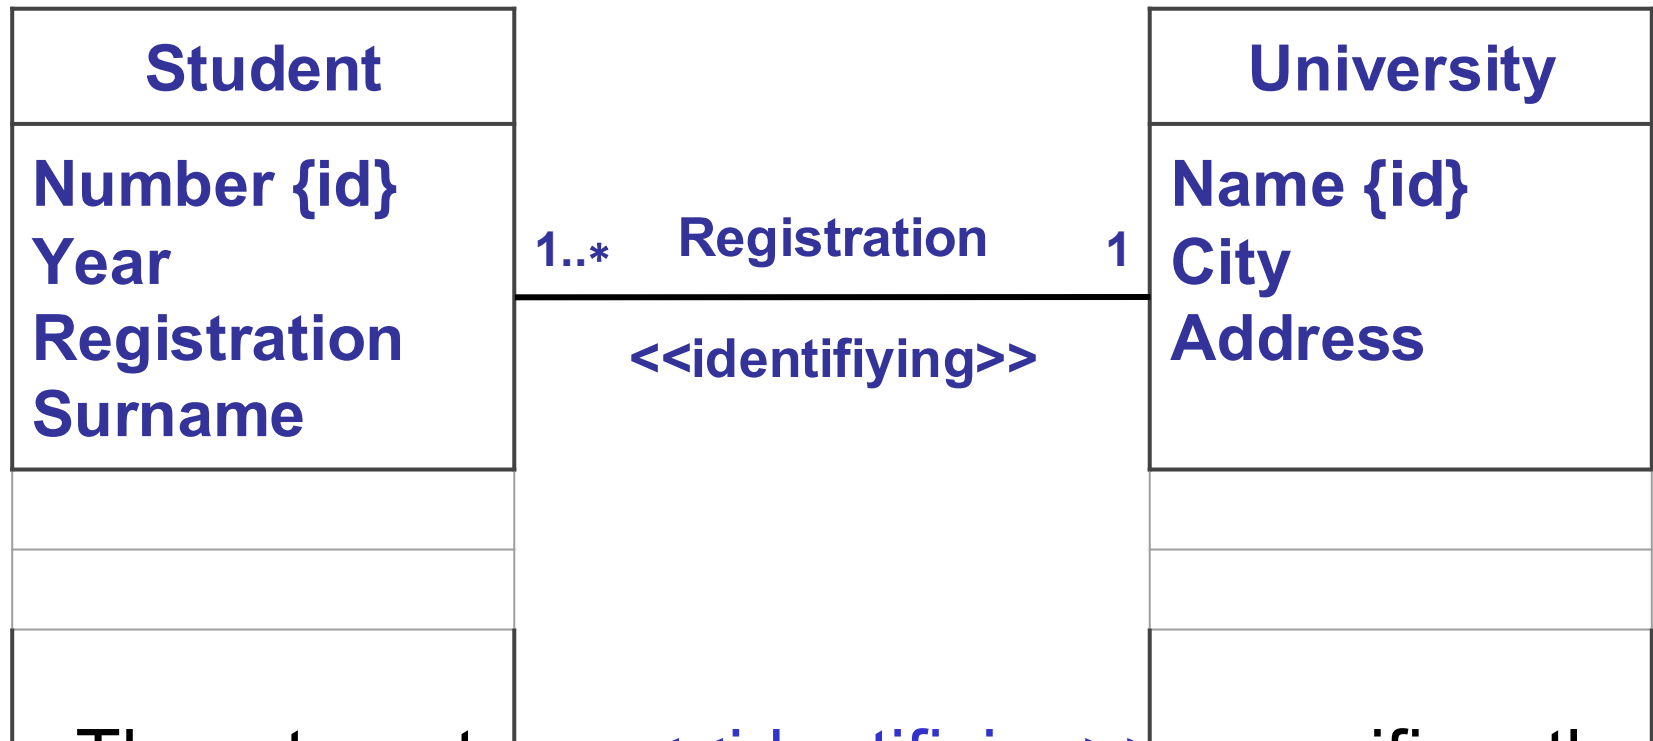 Student
Number {id}
Year
Registration
Surname
1..*
Registration
1
<<identifiying>>
University
Name {id}
City
Address